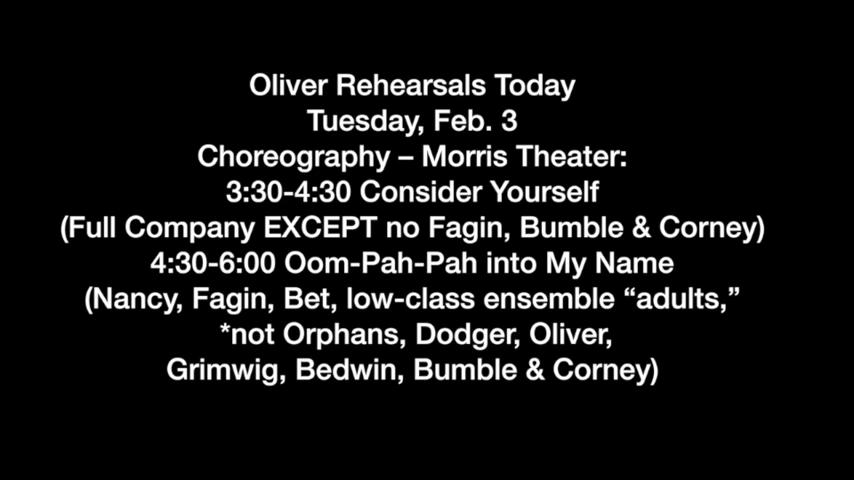 Oliver Rehearsals Today
Tuesday, Feb. 3
Choreography – Morris Theater:
3:30-4:30 Consider Yourself
(Full Company EXCEPT no Fagin, Bumble & Corney)
4:30-6:00 Oom-Pah-Pah into My Name
(Nancy, Fagin, Bet, low-class ensemble “adults,”
*not Orphans, Dodger, Oliver,
Grimwig, Bedwin, Bumble & Corney)